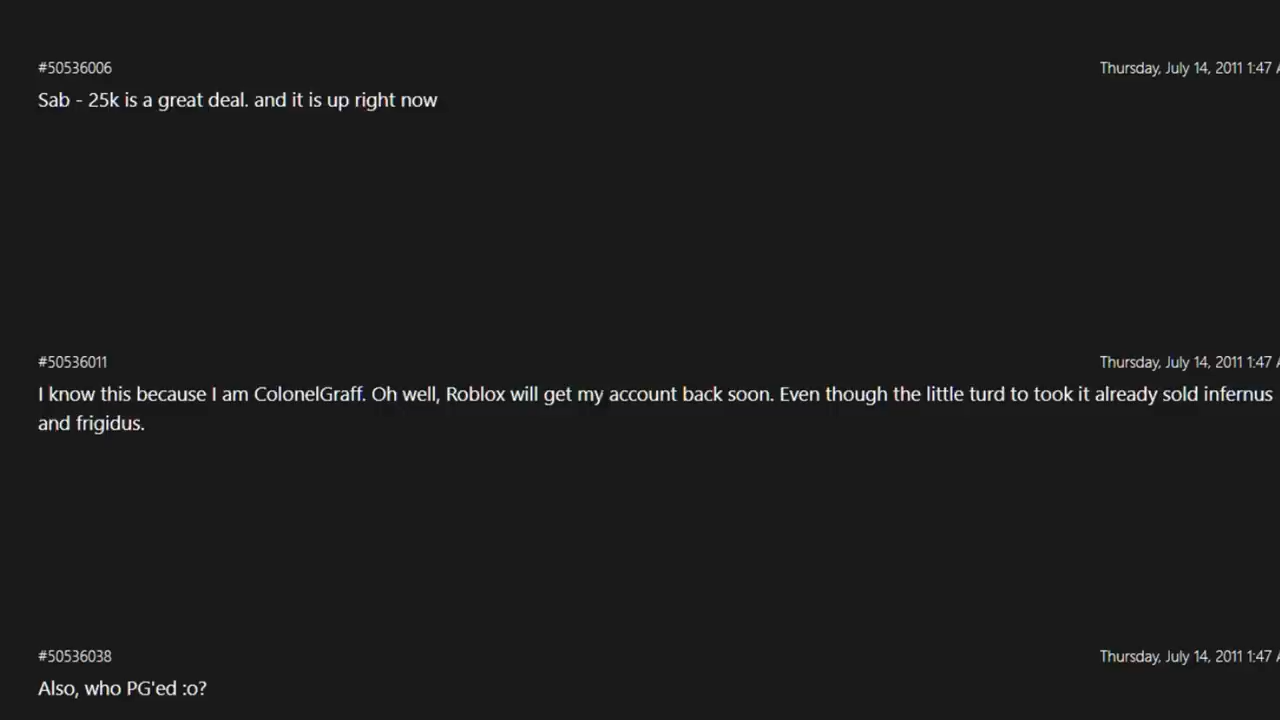 #50536006
Thursday, July 14, 2011 1:47 A
Sab - 25k is a great deal. and it is up right now
#50536011
Thursday, July 14, 2011 1:47 A
I know this because I am ColonelGraff. Oh well, Roblox will get my account back soon. Even though the little turd to took it already sold infernus
and frigidus.
#50536038
Thursday, July 14, 2011 1:47 A
Also, who PG'ed :o?